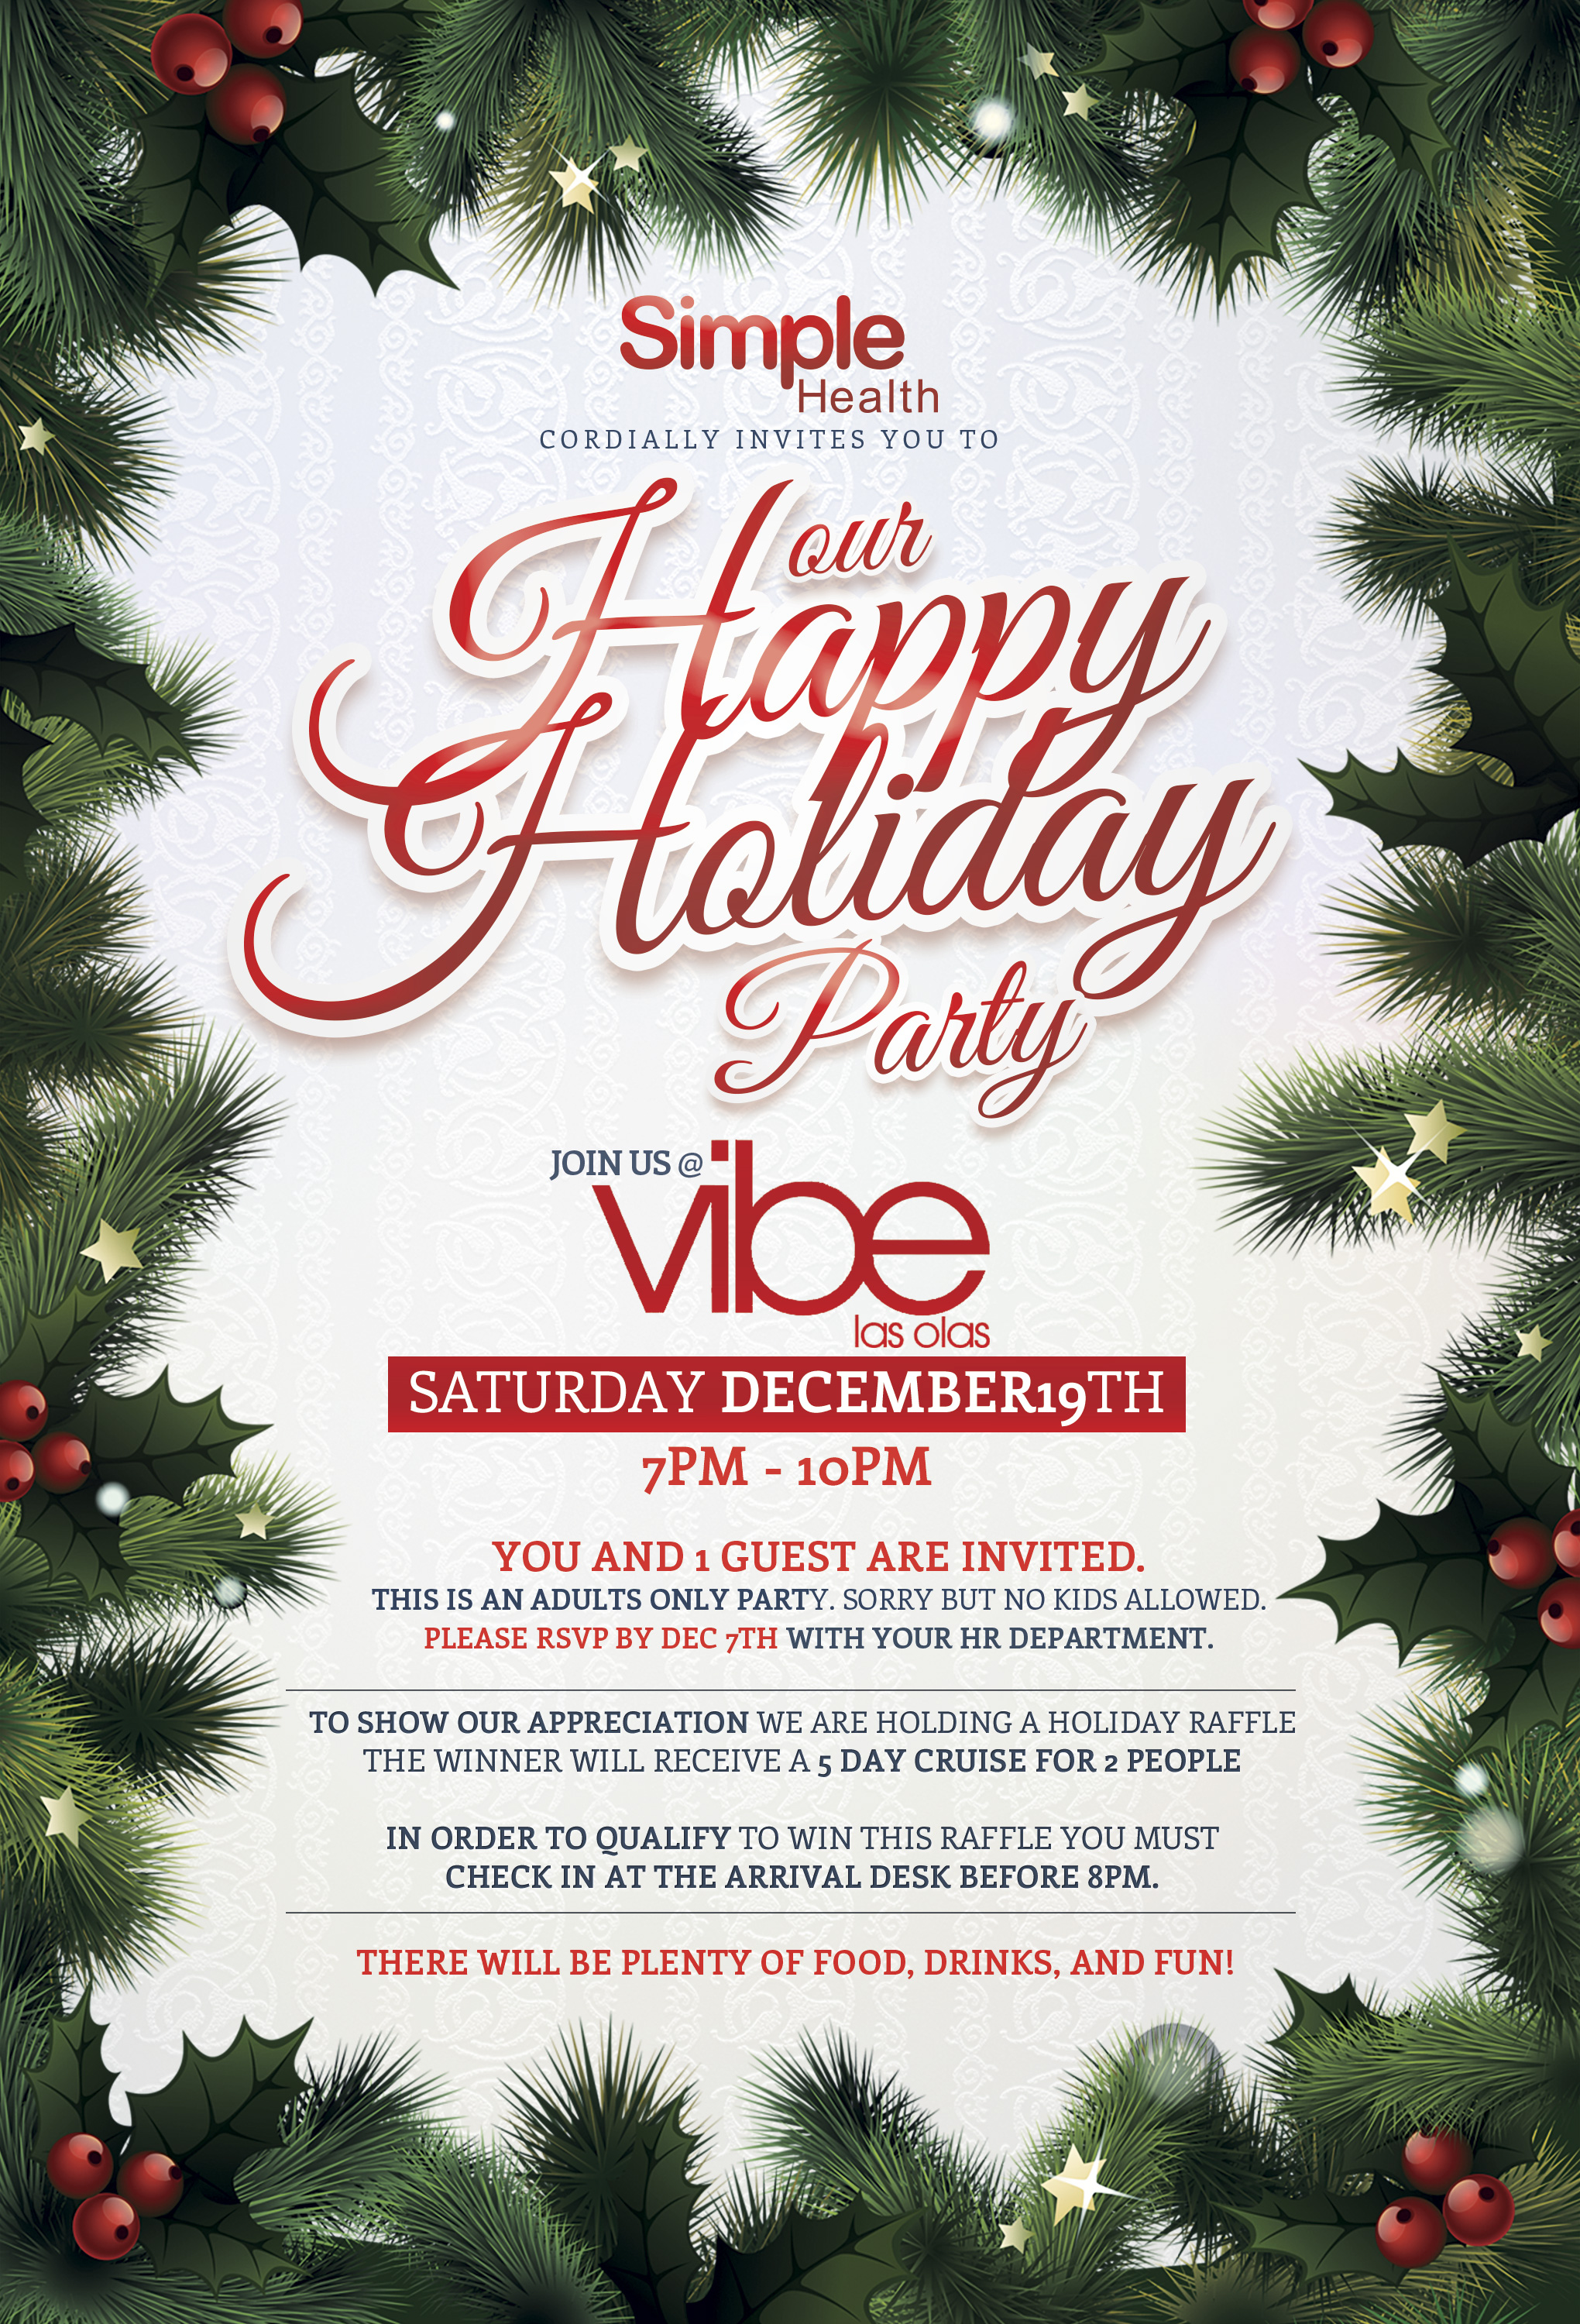 Simple
Health
CORDIALLY INVITES YOU TO
our
Happy
Holiday
Party
JOIN US @
vibe
las olas
SATURDAY DECEMBER19TH
7PM - 10PM
YOU AND 1 GUEST ARE INVITED.
THIS IS AN ADULTS ONLY PARTY. SORRY BUT NO KIDS ALLOWED.
PLEASE RSVP BY DEC 7TH WITH YOUR HR DEPARTMENT.
TO SHOW OUR APPRECIATION WE ARE HOLDING A HOLIDAY RAFFLE
THE WINNER WILL RECEIVE A 5 DAY CRUISE FOR 2 PEOPLE
IN ORDER TO QUALIFY TO WIN THIS RAFFLE YOU MUST
CHECK IN AT THE ARRIVAL DESK BEFORE 8PM.
THERE WILL BE PLENTY OF FOOD, DRINKS, AND FUN!